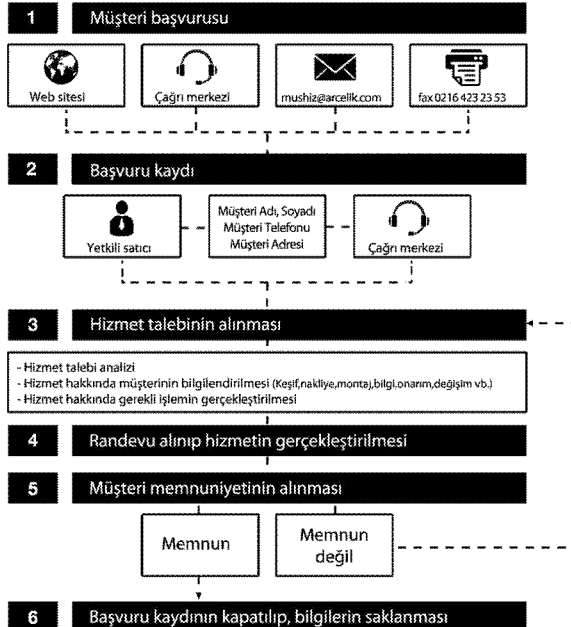 1 Müşteri başvurusu
Web sitesi
Çağrı merkezi
mushiz@arcelik.com
fax 0216 423 23 53
2 Başvuru kaydı
Yetkili satıcı
Müşteri Adı, Soyadı
Müşteri Telefonu
Müşteri Adresi
Çağrı merkezi
3 Hizmet talebinin alınması
- Hizmet talebi analizi
- Hizmet hakkında müşterinin bilgilendirilmesi (Keşif,nakliye,montaj,bilgi,onarım,değişim vb.)
- Hizmet hakkında gerekli işlemin gerçekleştirilmesi
4 Randevu alınıp hizmetin gerçekleştirilmesi
5 Müşteri memnuniyetinin alınması
Memnun
Memnun
değil
6 Başvuru kaydının kapatılıp, bilgilerin saklanması